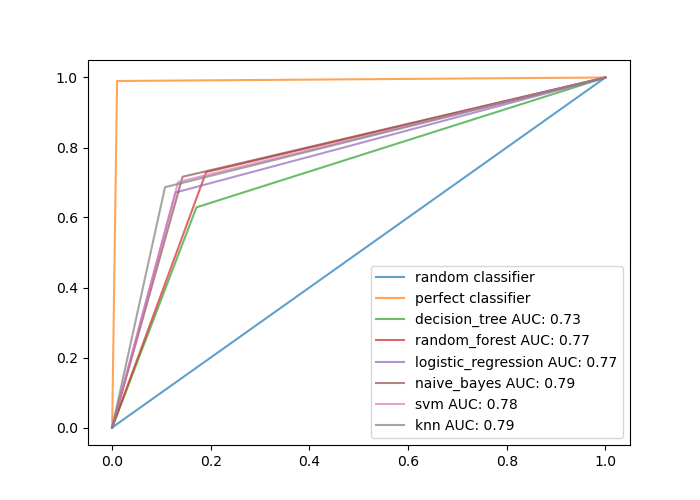 1.0
0.8
0.6
0.4
0.2
0.0
random classifier
perfect classifier
decision_tree AUC: 0.73
random_forest AUC: 0.77
logistic_regression AUC: 0.77
naive_bayes AUC: 0.79
svm AUC: 0.78
knn AUC: 0.79
0.0 0.2 0.4 0.6 0.8 1.0